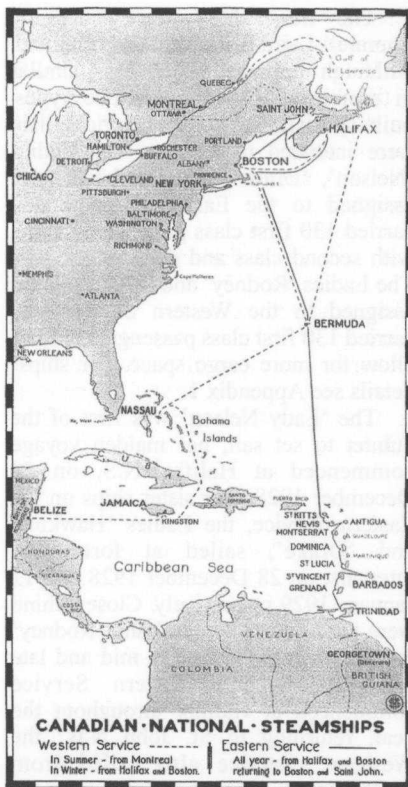 Gulf of
St Lawrence
QUEBEC
MONTREAL
OTTAWA
SAINT JOHN
HALIFAX
TORONTO
HAMILTON
ROCHESTER
BUFFALO
PORTLAND
ALBANY
BOSTON
DETROIT
CHICAGO
CLEVELAND
NEW YORK
PROVIDENCE
PITTSBURGH
PHILADELPHIA
BALTIMORE
WASHINGTON
CINCINNATI
RICHMOND
MEMPHIS
Cape Hatteras
ATLANTA
BERMUDA
NEW ORLEANS
NASSAU
Bahama
Islands
MEXICO
BELIZE
JAMAICA
KINGSTON
PUERTO RICO
ST KITTS
NEVIS
MONTSERRAT
ANTIGUA
GUADELOUPE
DOMINICA
MARTINIQUE
ST LUCIA
ST VINCENT
BARBADOS
GRENADA
HONDURAS
NICARAGUA
COSTA
Caribbean Sea
TRINIDAD
VENEZUELA
GEORGETOWN
(Demerara)
COLOMBIA
BRITISH
GUIANA
CANADIAN · NATIONAL · STEAMSHIPS
Western Service
Eastern Service
In Summer - from Montreal
All year - from Halifax and Boston
In Winter - from Halifax and Boston.
returning to Boston and Saint John.